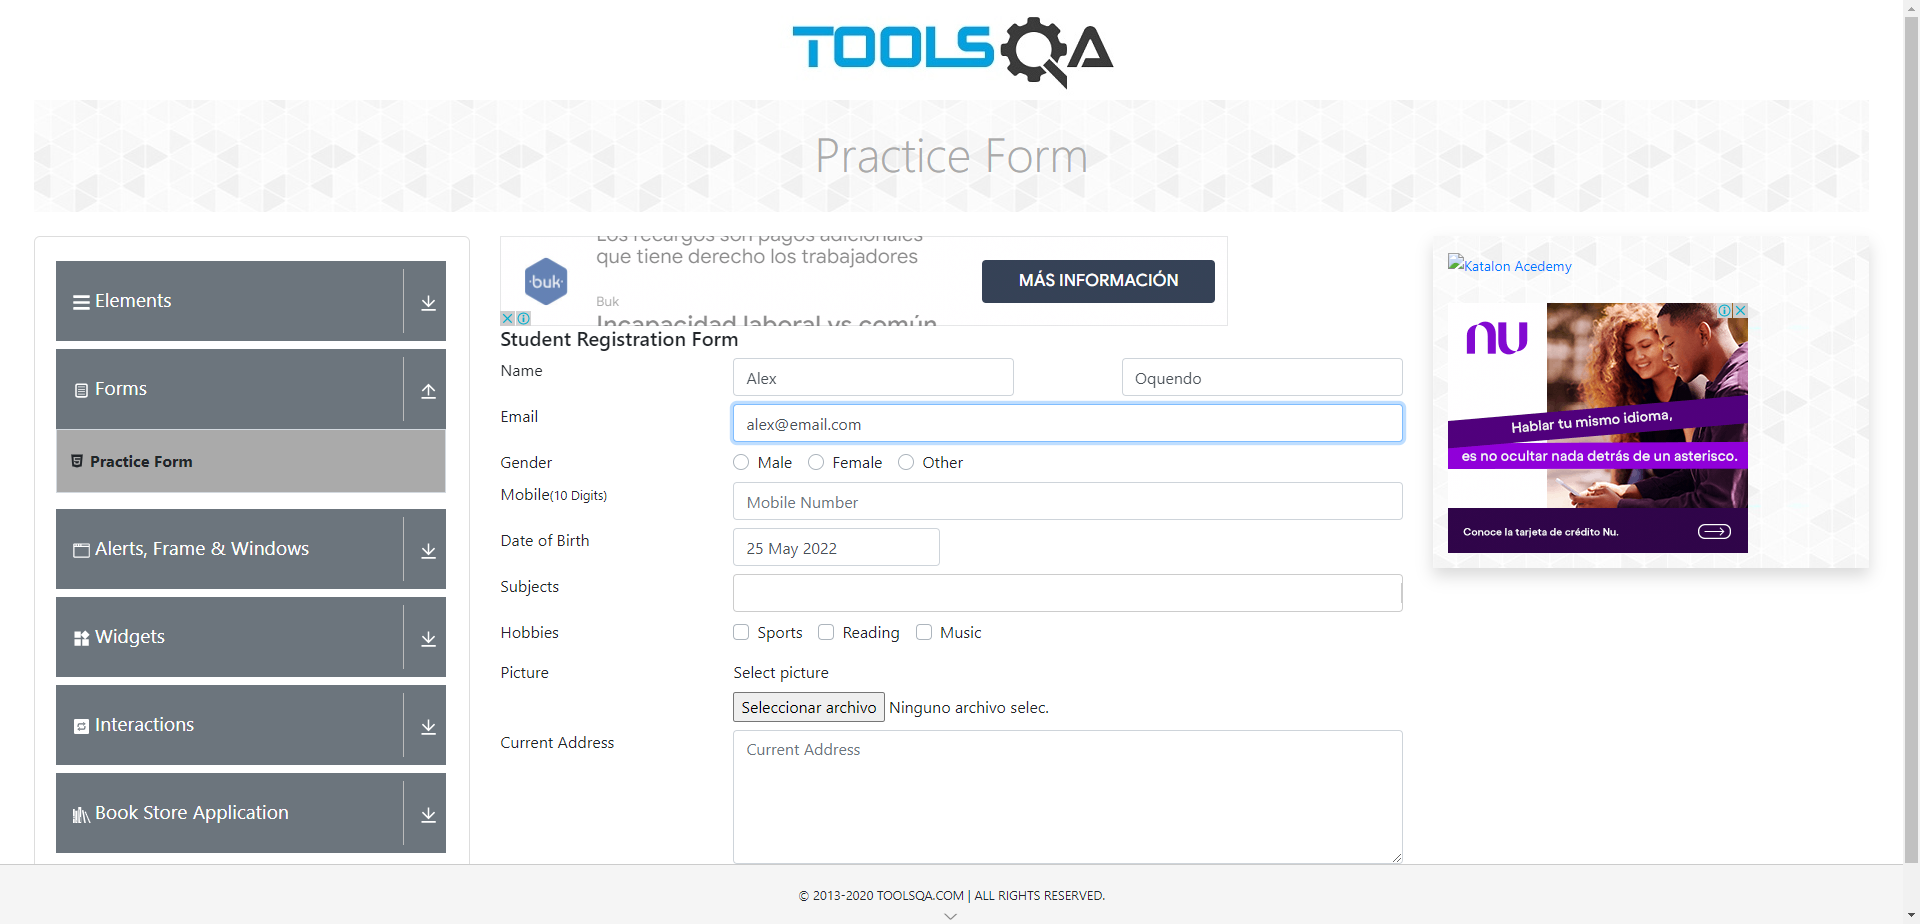 TOOLSQA
Practice Form
Elements
Forms
Practice Form
Alerts, Frame & Windows
Widgets
Interactions
Book Store Application
Los recargos son pagos adicionales
que tiene derecho los trabajadores
buk
Buk
Incapacidad laboral vs común
MÁS INFORMACIÓN
Student Registration Form
Name
Alex
Oquendo
Email
alex@email.com
Gender
Male Female Other
Mobile(10 Digits)
Mobile Number
Date of Birth
25 May 2022
Subjects
Hobbies
Sports Reading Music
Picture
Select picture
Seleccionar archivo Ninguno archivo selec.
Current Address
Current Address
Katalon Acedemy
nu
Hablar tu mismo idioma,
es no ocultar nada detrás de un asterisco.
Conoce la tarjeta de crédito Nu.
© 2013-2020 TOOLSQA.COM | ALL RIGHTS RESERVED.